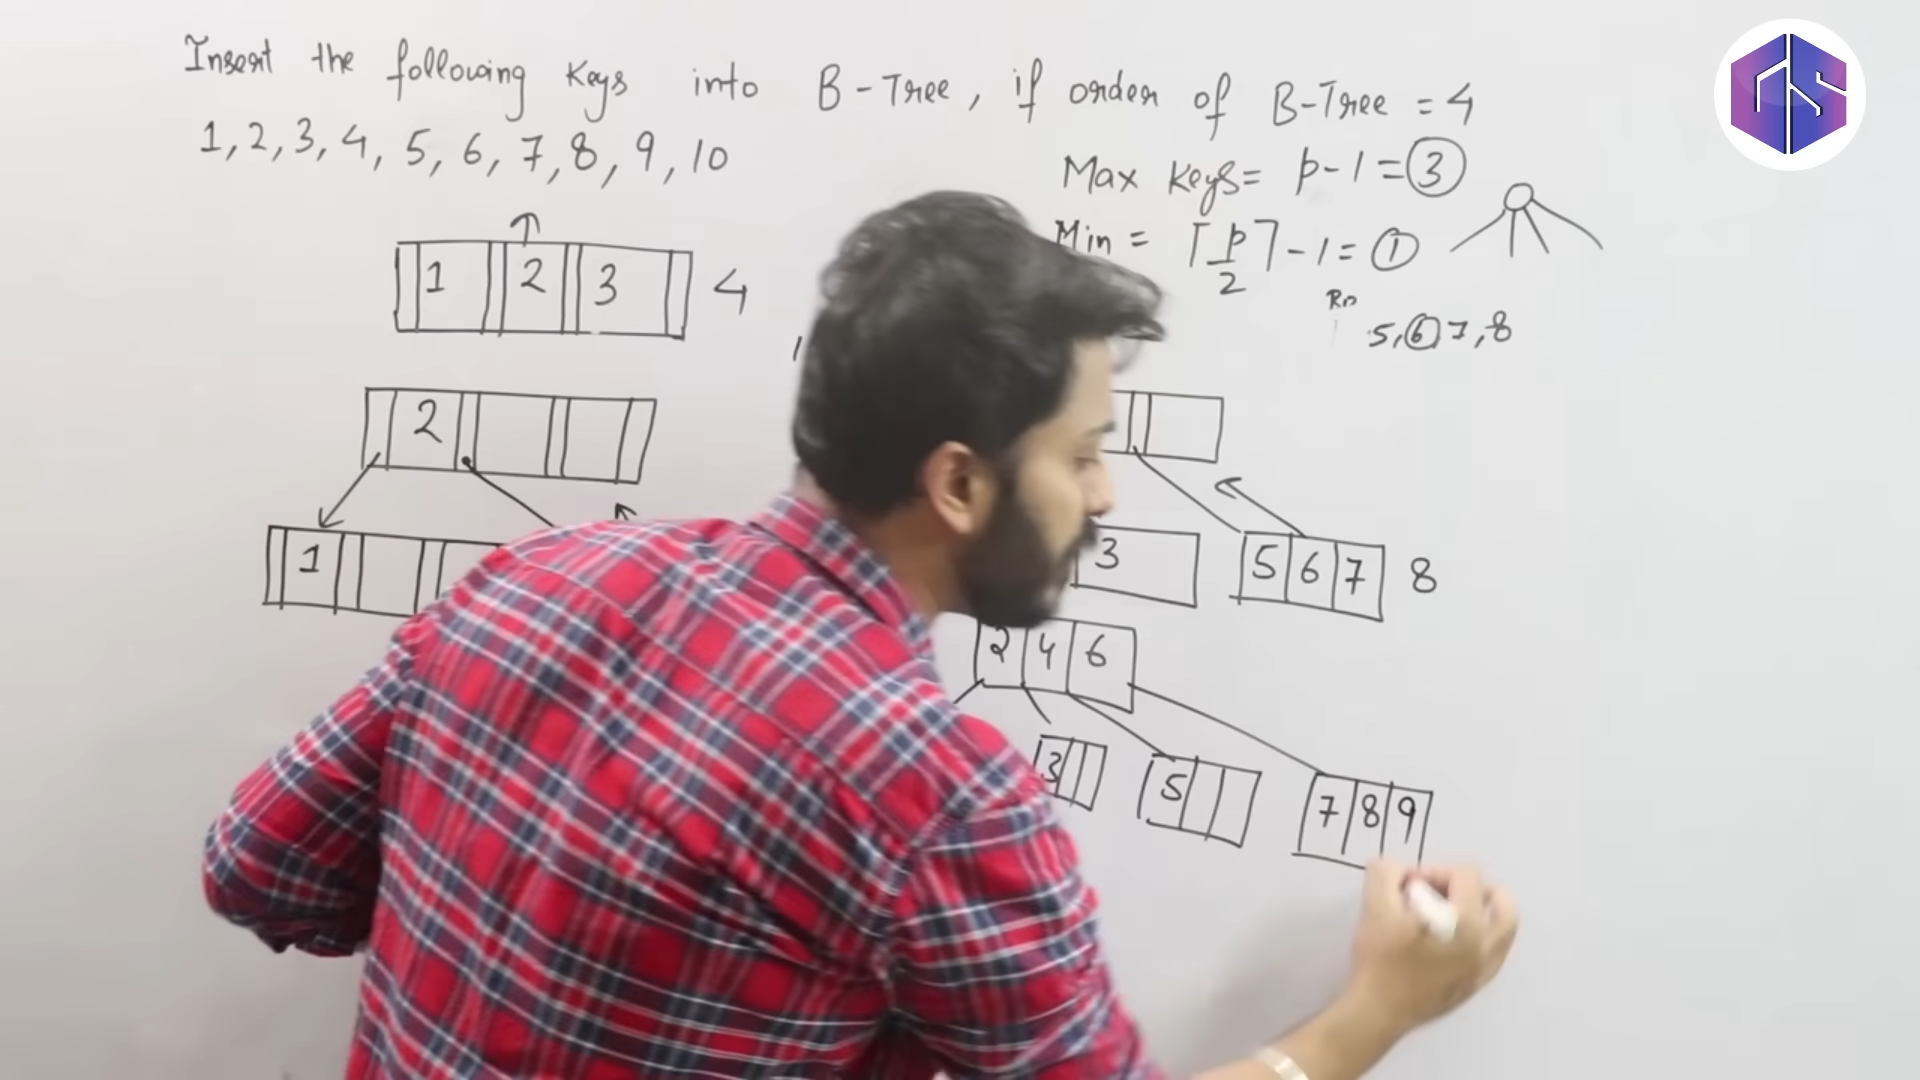 Insert the following Keys into B-Tree, if order of B-Tree = 4
1, 2, 3, 4, 5, 6, 7, 8, 9, 10
Max Keys = p-1 = 3
Min = ⌈p/2⌉ - 1 = 1
5, 6, 7, 8
1 2 3 4
2
1
3
5 6 7 8
2 4 6
3
5
7 8 9